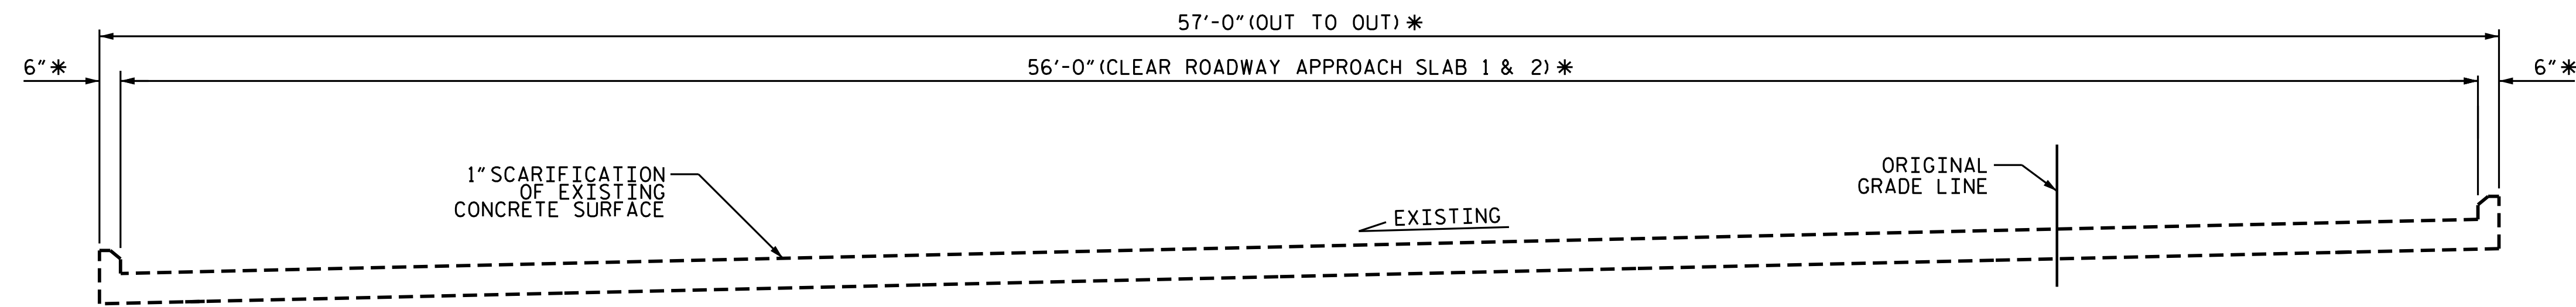 57'-0"(OUT TO OUT)*
6"*
56'-0"(CLEAR ROADWAY APPROACH SLAB 1 & 2)*
6"*
1"SCARIFICATION
OF EXISTING
CONCRETE SURFACE
ORIGINAL
GRADE LINE
EXISTING